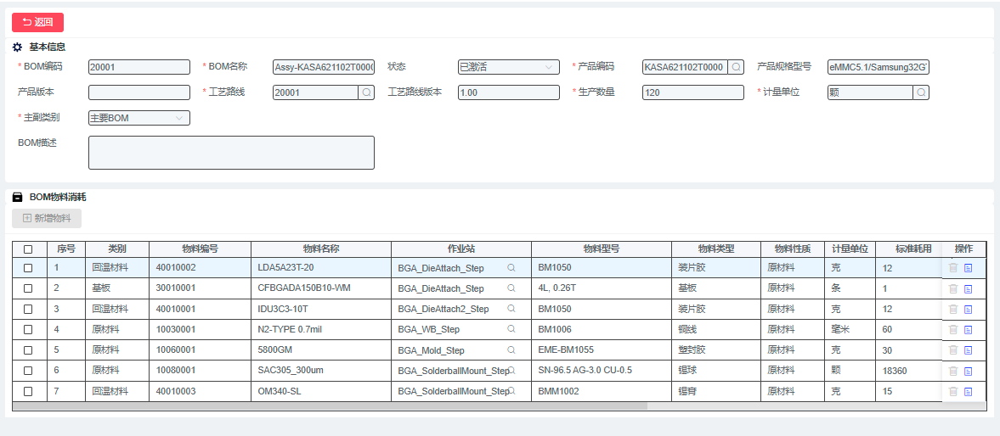 返回
基本信息
* BOM编码 20001 * BOM名称 Assy-KASA621102T0000 状态 已激活 * 产品编码 KASA621102T0000 产品规格型号 eMMC5.1/Samsung32G
产品版本 * 工艺路线 20001 工艺路线版本 1.00 * 生产数量 120 * 计量单位 颗
* 主副类别 主要BOM
BOM描述
BOM物料消耗
新增物料
序号 类别 物料编号 物料名称 作业站 物料型号 物料类型 物料性质 计量单位 标准耗用 操作
1 回温材料 40010002 LDA5A23T-20 BGA_DieAttach_Step BM1050 装片胶 原材料 克 12
2 基板 30010001 CFBGADA150B10-WM BGA_DieAttach_Step 4L, 0.26T 基板 原材料 条 1
3 回温材料 40010001 IDU3C3-10T BGA_DieAttach2_Step BM1050 装片胶 原材料 克 12
4 原材料 10030001 N2-TYPE 0.7mil BGA_WB_Step BM1006 铜线 原材料 毫米 60
5 原材料 10060001 5800GM BGA_Mold_Step EME-BM1055 塑封胶 原材料 克 30
6 原材料 10080001 SAC305_300um BGA_SolderballMount_Step SN-96.5 AG-3.0 CU-0.5 锡球 原材料 颗 18360
7 回温材料 40010003 OM340-SL BGA_SolderballMount_Step BMM1002 锡膏 原材料 克 15